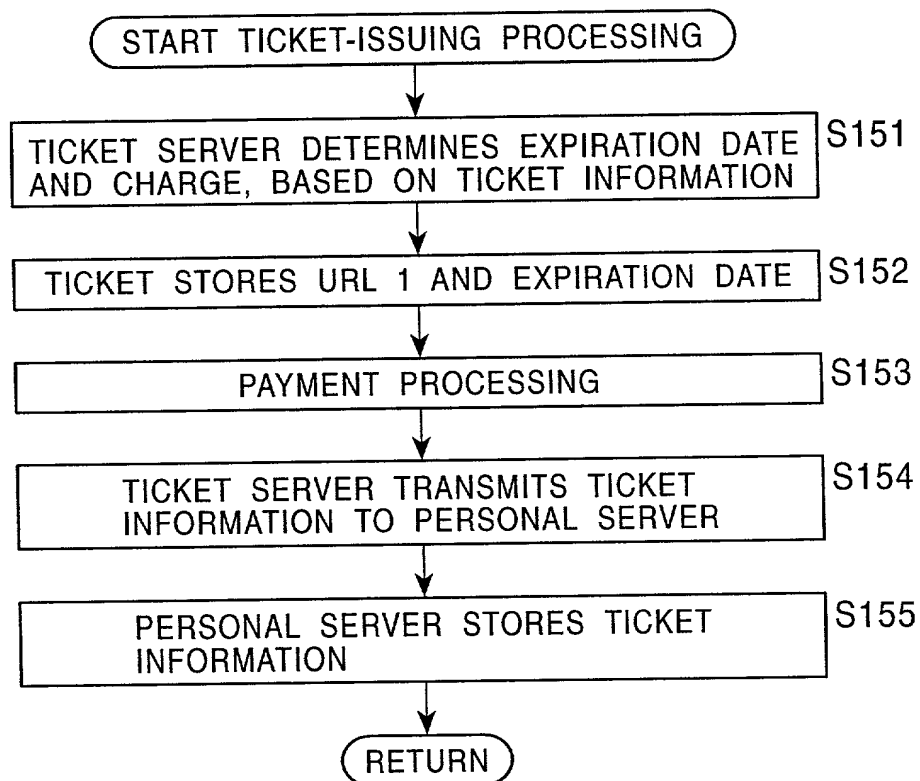 START TICKET-ISSUING PROCESSING
TICKET SERVER DETERMINES EXPIRATION DATE
AND CHARGE, BASED ON TICKET INFORMATION
S151
TICKET STORES URL 1 AND EXPIRATION DATE
S152
PAYMENT PROCESSING
S153
TICKET SERVER TRANSMITS TICKET
INFORMATION TO PERSONAL SERVER
S154
PERSONAL SERVER STORES TICKET
INFORMATION
S155
RETURN